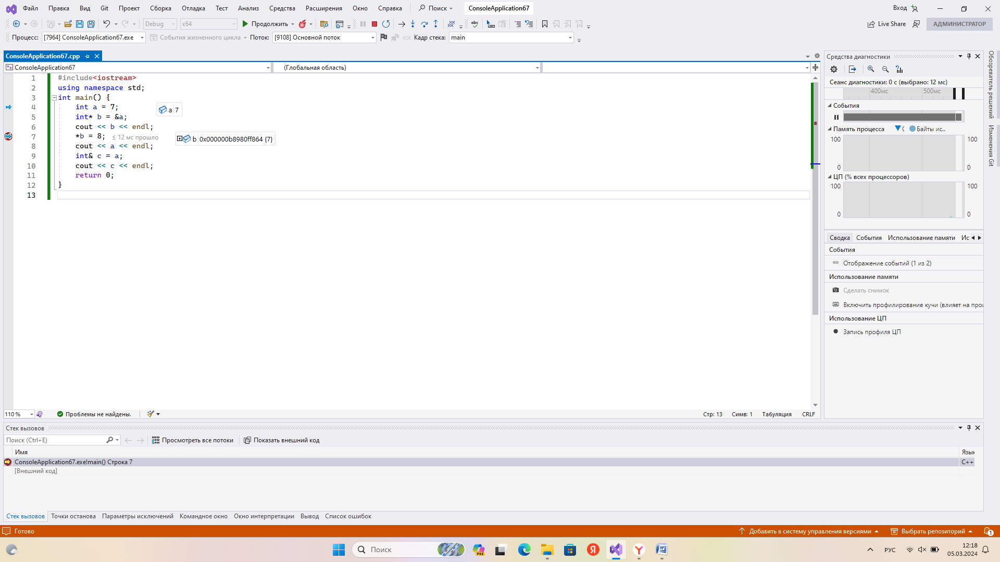 Файл Правка Вид Git Проект Сборка Отладка Тест Анализ Средства Расширения Окно Справка Поиск ConsoleApplication67 Вход
Debug x64 Продолжить Live Share АДМИНИСТРАТОР
Процесс: [7964] ConsoleApplication67.exe События жизненного цикла Поток: [9108] Основной поток Кадр стека: main
ConsoleApplication67.cpp
ConsoleApplication67 (Глобальная область)
1 #include<iostream>
2 using namespace std;
3 int main() {
4 int a = 7;
a 7
5 int* b = &a;
6 cout << b << endl;
7 *b = 8; ≤ 12 мс прошло
b 0x000000b8980ff864 {7}
8 cout << a << endl;
9 int& c = a;
10 cout << c << endl;
11 return 0;
12 }
13
110 % Проблемы не найдены. Стр: 13 Симв: 1 Табуляция CRLF
Средства диагностики
Сеанс диагностики: 0 с (выбрано: 12 мс)
400мс 500мс
События
Память процесса Байты ис...
100 100
0 0
ЦП (% всех процессоров)
100 100
0 0
Сводка События Использование памяти Ис
События
Отображение событий (1 из 2)
Использование памяти
Сделать снимок
Включить профилирование кучи (влияет на прои
Использование ЦП
Запись профиля ЦП
Обозреватель решений
Изменения Git
Стек вызовов
Поиск (Ctrl+E) Просмотреть все потоки Показать внешний код
Имя Язык
ConsoleApplication67.exe!main() Строка 7 C++
[Внешний код]
Стек вызовов Точки останова Параметры исключений Командное окно Окно интерпретации Вывод Список ошибок
Готово Добавить в систему управления версиями Выбрать репозиторий 1
Поиск PRE Я РУС 12:18
05.03.2024